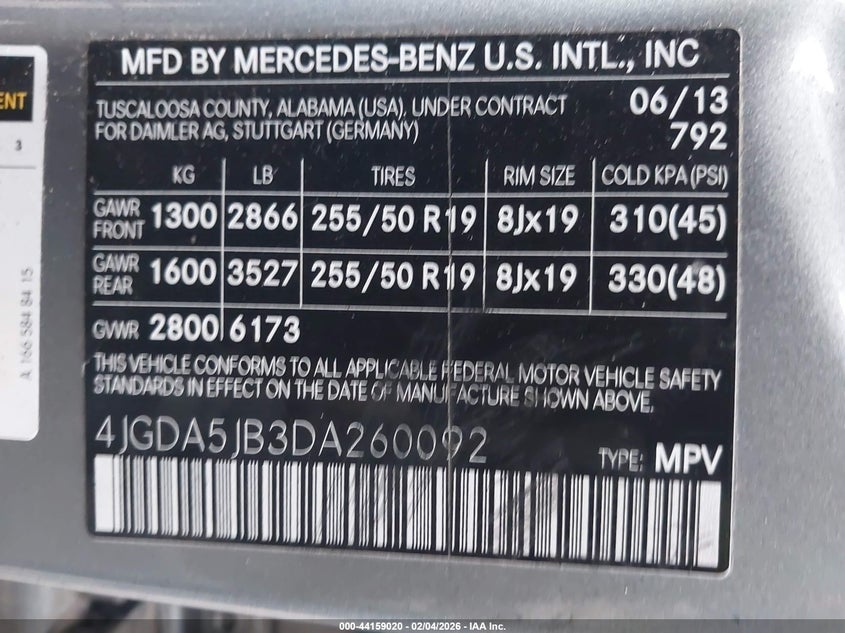 MFD BY MERCEDES-BENZ U.S. INTL., INC
TUSCALOOSA COUNTY, ALABAMA (USA). UNDER CONTRACT 06/13
FOR DAIMLER AG, STUTTGART (GERMANY) 792
KG LB TIRES RIM SIZE COLD KPA (PSI)
GAWR FRONT 1300 2866 255/50 R19 8Jx19 310(45)
GAWR REAR 1600 3527 255/50 R19 8Jx19 330(48)
GVWR 2800 6173
THIS VEHICLE CONFORMS TO ALL APPLICABLE FEDERAL MOTOR VEHICLE SAFETY
STANDARDS IN EFFECT ON THE DATE OF MANUFACTURE SHOWN ABOVE.
4JGDA5JB3DA260092
TYPE: MPV
ENT
3
A 166 584 84 15
000-44159020 - 02/04/2026 - IAA Inc.